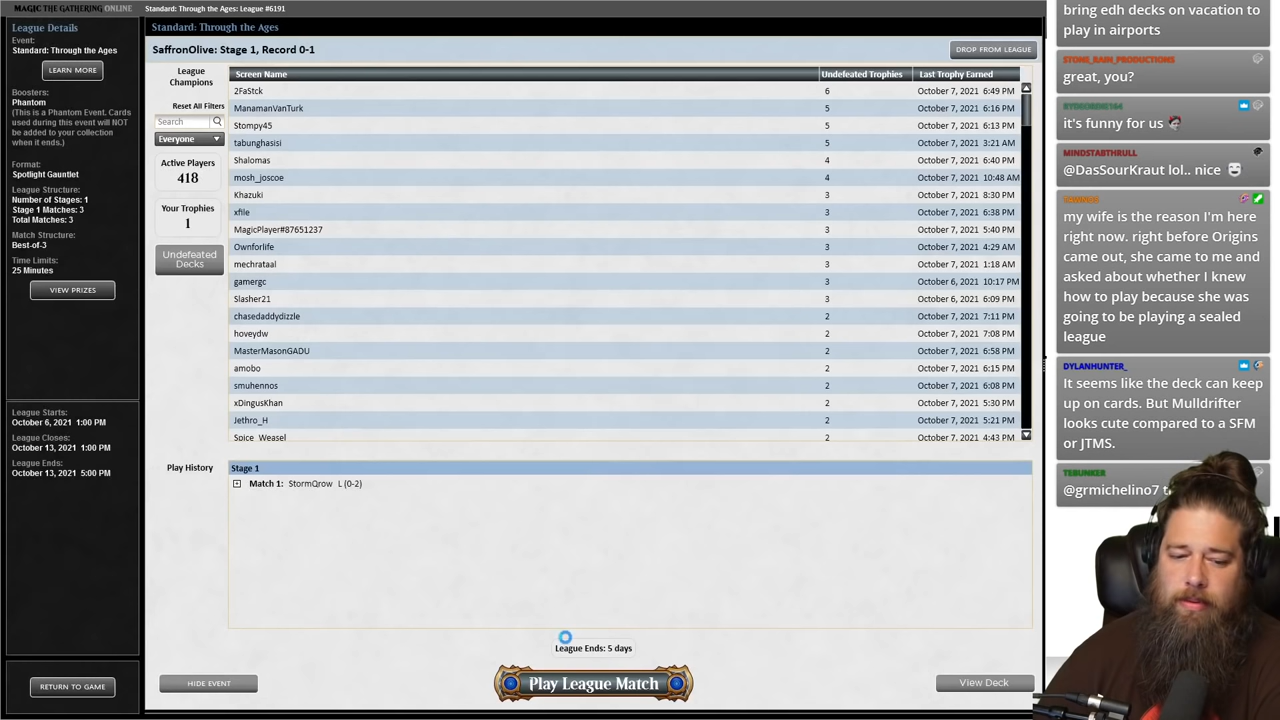 MAGIC THE GATHERING ONLINE
Standard: Through the Ages: League #6191
League Details
Event:
Standard: Through the Ages
LEARN MORE
Boosters:
Phantom
(This is a Phantom Event. Cards
used during this event will NOT
be added to your collection
when it ends.)
Format:
Spotlight Gauntlet
League Structure:
Number of Stages: 1
Stage 1 Matches: 3
Total Matches: 3
Match Structure:
Best-of-3
Time Limits:
25 Minutes
VIEW PRIZES
League Starts:
October 6, 2021 1:00 PM
League Closes:
October 13, 2021 1:00 PM
League Ends:
October 13, 2021 5:00 PM
RETURN TO GAME
Standard: Through the Ages
SaffronOlive: Stage 1, Record 0-1
DROP FROM LEAGUE
League
Champions
Reset All Filters
Search
Everyone
Active Players
418
Your Trophies
1
Undefeated
Decks
Screen Name Undefeated Trophies Last Trophy Earned
2FaStck 6 October 7, 2021 6:49 PM
ManamanVanTurk 5 October 7, 2021 6:16 PM
Stompy45 5 October 7, 2021 6:13 PM
tabunghasisi 5 October 7, 2021 3:21 AM
Shalomas 4 October 7, 2021 6:40 PM
mosh_joscoe 4 October 7, 2021 10:48 AM
Khazuki 3 October 7, 2021 8:30 PM
xfile 3 October 7, 2021 6:38 PM
MagicPlayer#87651237 3 October 7, 2021 5:40 PM
Ownforlife 3 October 7, 2021 4:29 AM
mechrataal 3 October 7, 2021 1:18 AM
gamergc 3 October 6, 2021 10:17 PM
Slasher21 3 October 6, 2021 6:09 PM
chasedaddydizzle 2 October 7, 2021 7:11 PM
hoveydw 2 October 7, 2021 7:08 PM
MasterMasonGADU 2 October 7, 2021 6:58 PM
amobo 2 October 7, 2021 6:15 PM
smuhennos 2 October 7, 2021 6:08 PM
xDingusKhan 2 October 7, 2021 5:30 PM
Jethro_H 2 October 7, 2021 5:21 PM
Spice_Weasel 2 October 7, 2021 4:43 PM
Play History
Stage 1
Match 1: StormQrow L (0-2)
League Ends: 5 days
HIDE EVENT
Play League Match
View Deck
bring edh decks on vacation to
play in airports
STONE_RAIN_PRODUCTIONS
great, you?
it's funny for us
MINDSTABTHRULL
@DasSourKraut lol.. nice
my wife is the reason I'm here
right now. right before Origins
came out, she came to me and
asked about whether I knew
how to play because she was
going to be playing a sealed
league
DYLANHUNTER_
It seems like the deck can keep
up on cards. But Mulldrifter
looks cute compared to a SFM
or JTMS.
TEBUNKER
@grmichelino7